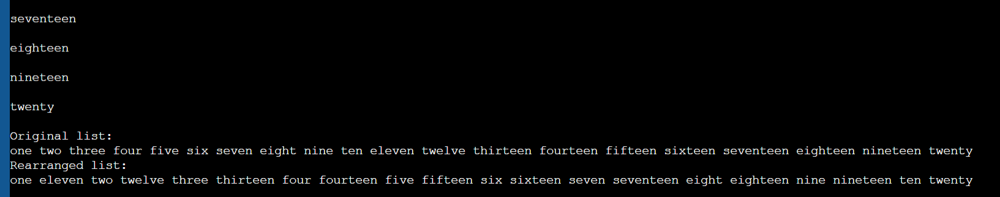 seventeen
eighteen
nineteen
twenty
Original list:
one two three four five six seven eight nine ten eleven twelve thirteen fourteen fifteen sixteen seventeen eighteen nineteen twenty
Rearranged list:
one eleven two twelve three thirteen four fourteen five fifteen six sixteen seven seventeen eight eighteen nine nineteen ten twenty